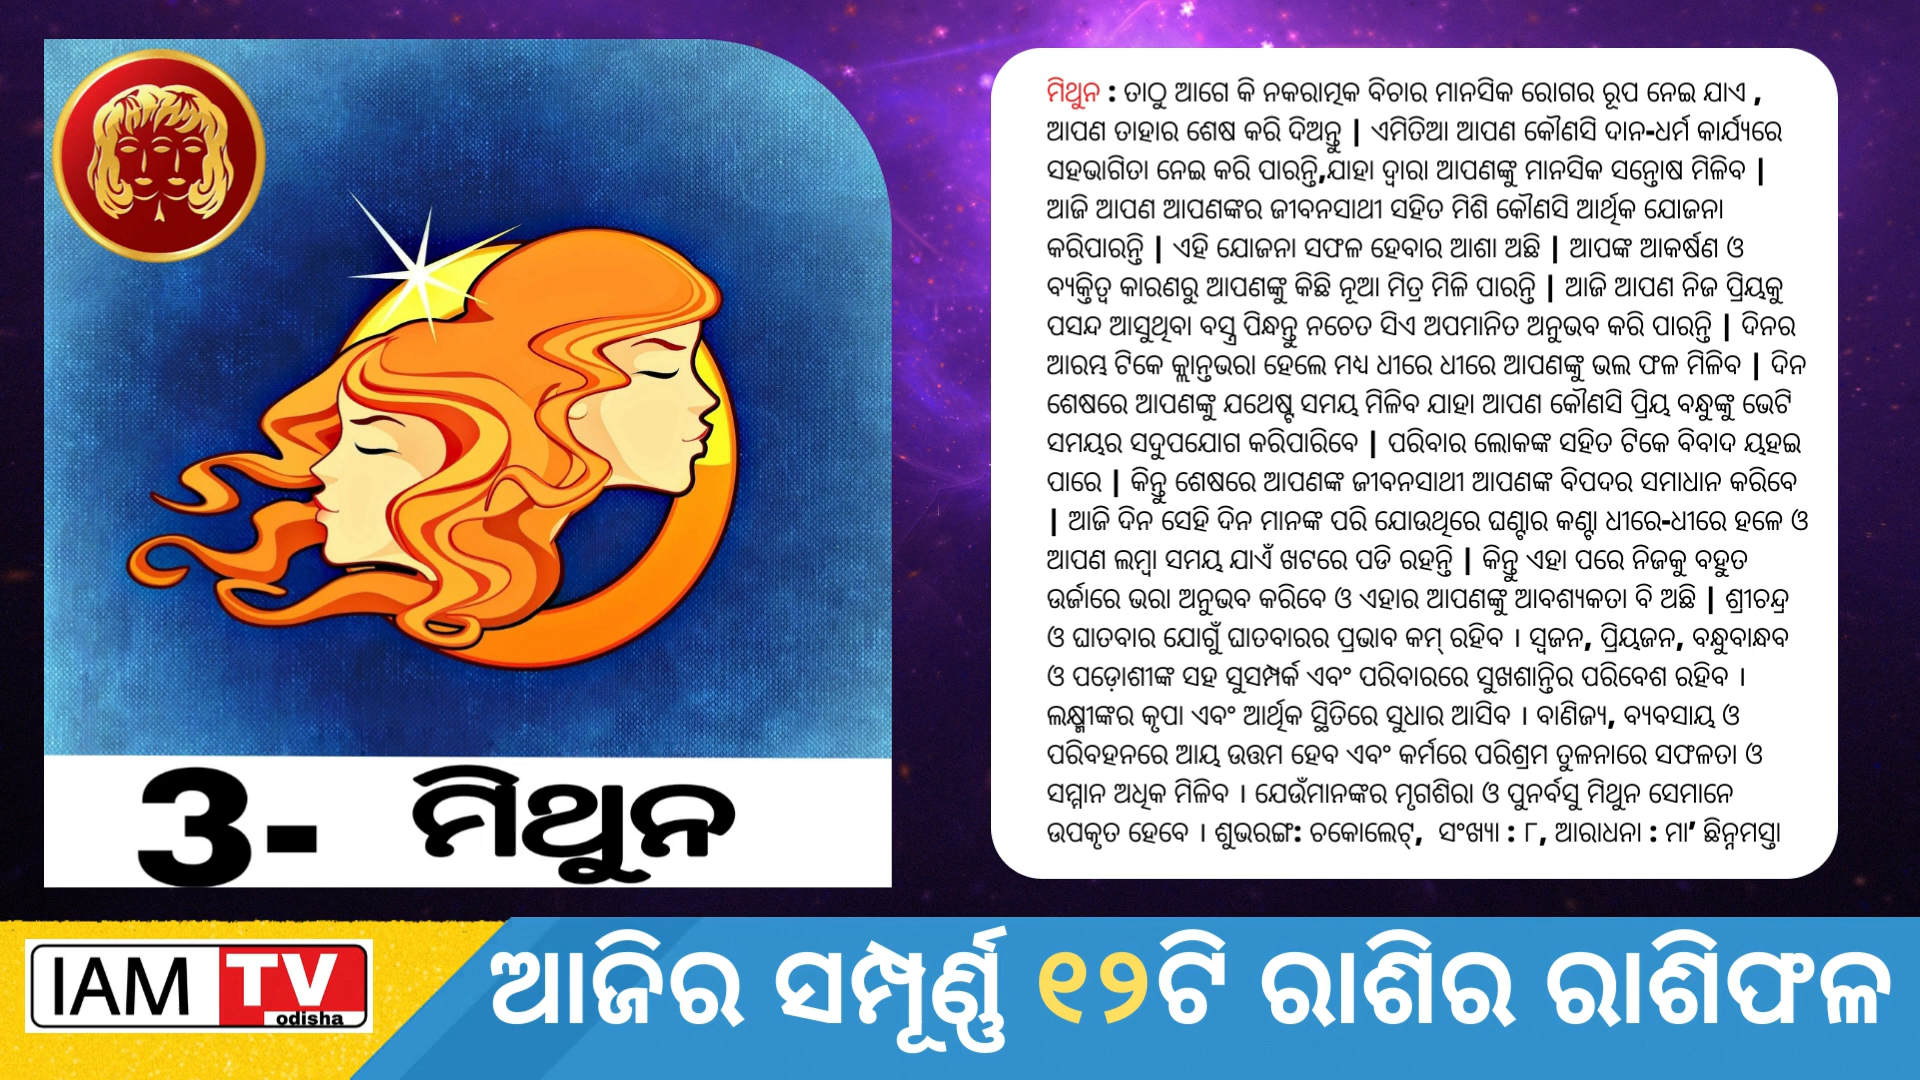 ମିଥୁନ : ତାଠୁ ଆଗେ କି ନକରାତ୍ମକ ବିଚାର ମାନସିକ ରୋଗର ରୂପ ନେଇ ଯାଏ ,
ଆପଣ ତାହାର ଶେଷ କରି ଦିଅନ୍ତୁ | ଏମିତିଆ ଆପଣ କୌଣସି ଦାନ-ଧର୍ମ କାର୍ଯ୍ୟରେ
ସହଭାଗିତା ନେଇ କରି ପାରନ୍ତି,ଯାହା ଦ୍ୱାରା ଆପଣଙ୍କୁ ମାନସିକ ସନ୍ତୋଷ ମିଳିବ |
ଆଜି ଆପଣ ଆପଣଙ୍କର ଜୀବନସାଥୀ ସହିତ ମିଶି କୌଣସି ଆର୍ଥିକ ଯୋଜନା
କରିପାରନ୍ତି | ଏହି ଯୋଜନା ସଫଳ ହେବାର ଆଶା ଅଛି | ଆପଙ୍କ ଆକର୍ଷଣ ଓ
ବ୍ୟକ୍ତିତ୍ୱ କାରଣରୁ ଆପଣଙ୍କୁ କିଛି ନୂଆ ମିତ୍ର ମିଳି ପାରନ୍ତି | ଆଜି ଆପଣ ନିଜ ପ୍ରିୟକୁ
ପସନ୍ଦ ଆସୁଥିବା ବସ୍ତ୍ର ପିନ୍ଧନ୍ତୁ ନଚେତ ସିଏ ଅପମାନିତ ଅନୁଭବ କରି ପାରନ୍ତି | ଦିନର
ଆରମ୍ଭ ଟିକେ କ୍ଲାନ୍ତଭରା ହେଲେ ମଧ୍ୟ ଧୀରେ ଧୀରେ ଆପଣଙ୍କୁ ଭଲ ଫଳ ମିଳିବ | ଦିନ
ଶେଷରେ ଆପଣଙ୍କୁ ଯଥେଷ୍ଟ ସମୟ ମିଳିବ ଯାହା ଆପଣ କୌଣସି ପ୍ରିୟ ବନ୍ଧୁଙ୍କୁ ଭେଟି
ସମୟର ସଦୁପଯୋଗ କରିପାରିବେ | ପରିବାର ଲୋକଙ୍କ ସହିତ ଟିକେ ବିବାଦ ୟହଇ
ପାରେ | କିନ୍ତୁ ଶେଷରେ ଆପଣଙ୍କ ଜୀବନସାଥୀ ଆପଣଙ୍କ ବିପଦର ସମାଧାନ କରିବେ
| ଆଜି ଦିନ ସେହି ଦିନ ମାନଙ୍କ ପରି ଯୋଉଥିରେ ଘଣ୍ଟାର କଣ୍ଟା ଧୀରେ-ଧୀରେ ହଳେ ଓ
ଆପଣ ଲମ୍ବା ସମୟ ଯାଏଁ ଖଟରେ ପଡି ରହନ୍ତି | କିନ୍ତୁ ଏହା ପରେ ନିଜକୁ ବହୁତ
ଉର୍ଜାରେ ଭରା ଅନୁଭବ କରିବେ ଓ ଏହାର ଆପଣଙ୍କୁ ଆବଶ୍ୟକତା ବି ଅଛି | ଶ୍ରୀଚନ୍ଦ୍ର
ଓ ଘାତବାର ଯୋଗୁଁ ଘାତବାରର ପ୍ରଭାବ କମ୍ ରହିବ । ସ୍ୱଜନ, ପ୍ରିୟଜନ, ବନ୍ଧୁବାନ୍ଧବ
ଓ ପଡ଼ୋଶୀଙ୍କ ସହ ସୁସମ୍ପର୍କ ଏବଂ ପରିବାରରେ ସୁଖଶାନ୍ତିର ପରିବେଶ ରହିବ ।
ଲକ୍ଷ୍ମୀଙ୍କର କୃପା ଏବଂ ଆର୍ଥିକ ସ୍ଥିତିରେ ସୁଧାର ଆସିବ । ବାଣିଜ୍ୟ, ବ୍ୟବସାୟ ଓ
ପରିବହନରେ ଆୟ ଉତ୍ତମ ହେବ ଏବଂ କର୍ମରେ ପରିଶ୍ରମ ତୁଳନାରେ ସଫଳତା ଓ
ସମ୍ମାନ ଅଧିକ ମିଳିବ । ଯେଉଁମାନଙ୍କର ମୃଗଶିରା ଓ ପୁନର୍ବସୁ ମିଥୁନ ସେମାନେ
ଉପକୃତ ହେବେ । ଶୁଭରଙ୍ଗ: ଚକୋଲେଟ୍, ସଂଖ୍ୟା : ୮, ଆରାଧନା : ମା’ ଛିନ୍ନମସ୍ତା
3- ମିଥୁନ
IAM TV
odisha
ଆଜିର ସମ୍ପୂର୍ଣ୍ଣ ୧୨ଟି ରାଶିର ରାଶିଫଳ